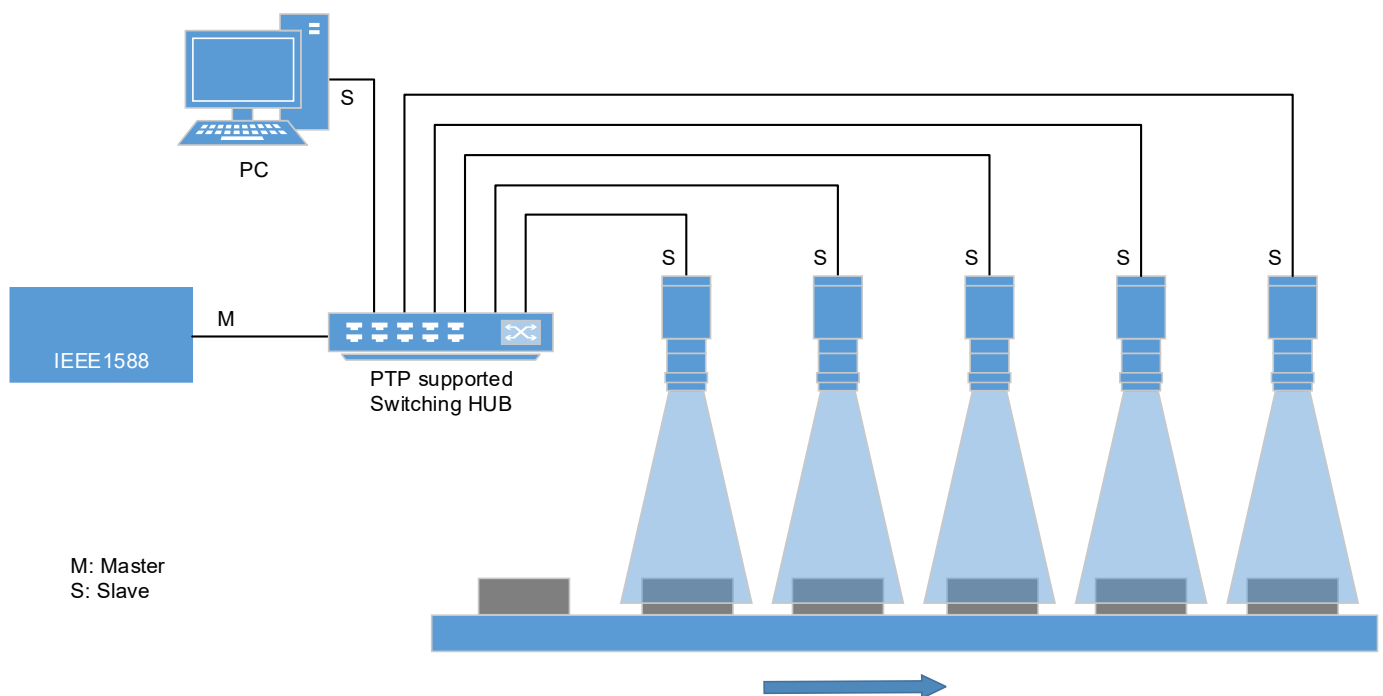 S
PC
S
S
S
S
S
M
IEEE1588
PTP supported
Switching HUB
M: Master
S: Slave